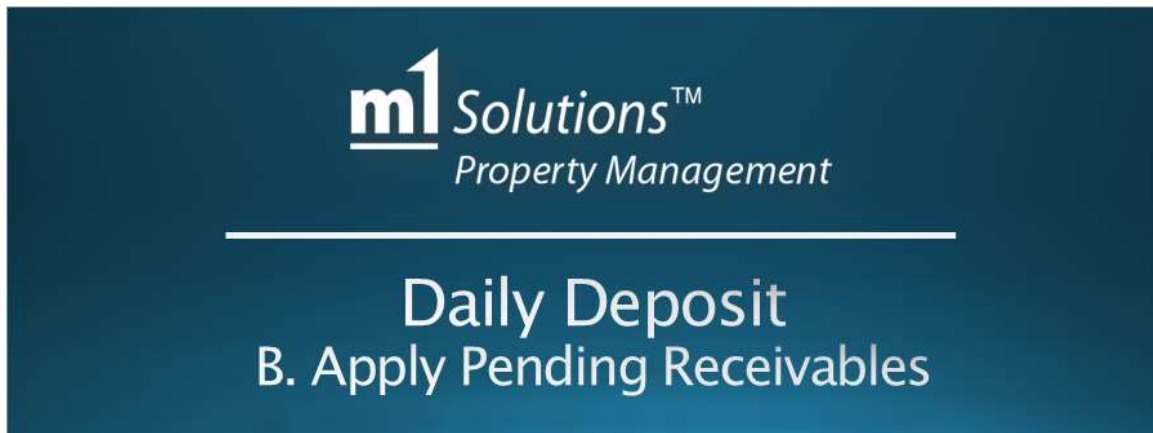 m1 Solutions™
Property Management
Daily Deposit
B. Apply Pending Receivables